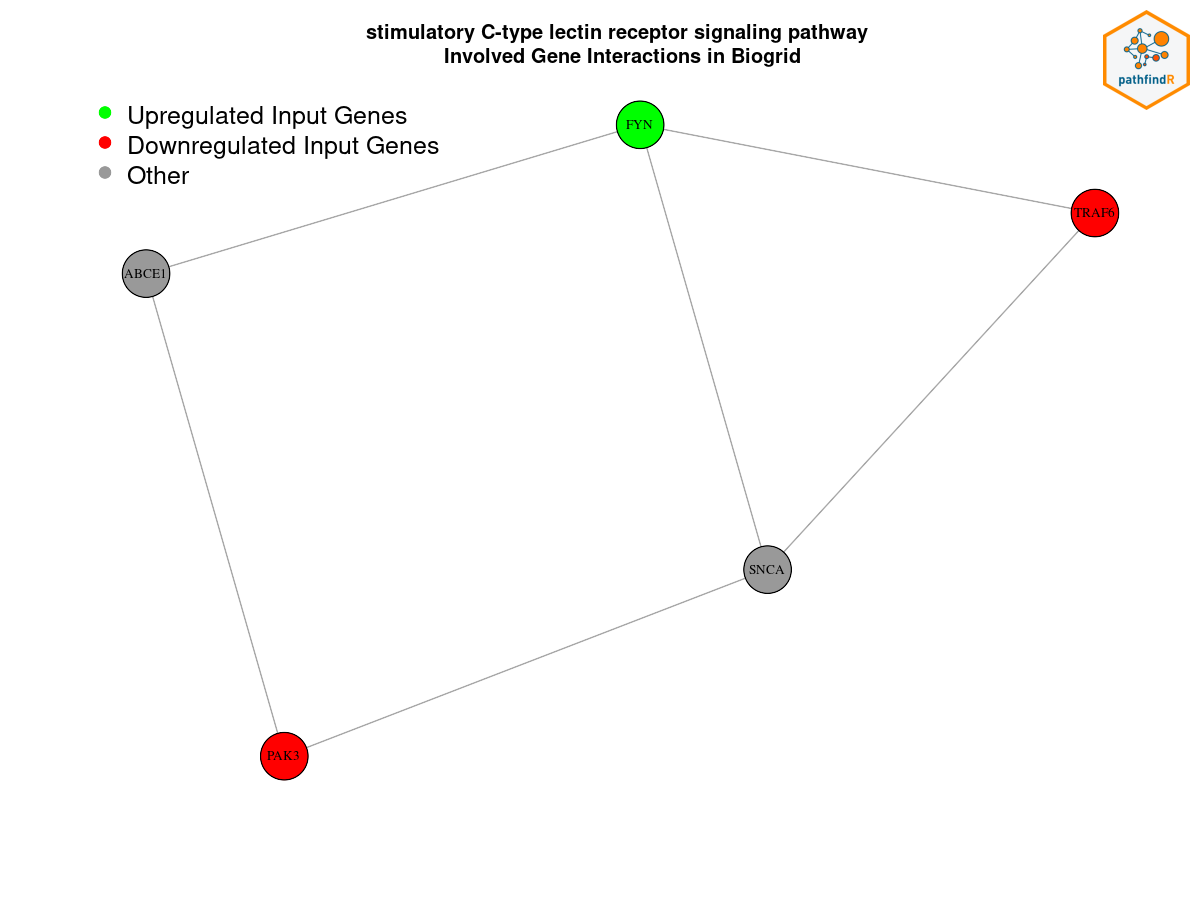 stimulatory C-type lectin receptor signaling pathway
Involved Gene Interactions in Biogrid
pathfindR
Upregulated Input Genes
Downregulated Input Genes
Other
FYN
TRAF6
ABCE1
SNCA
PAK3